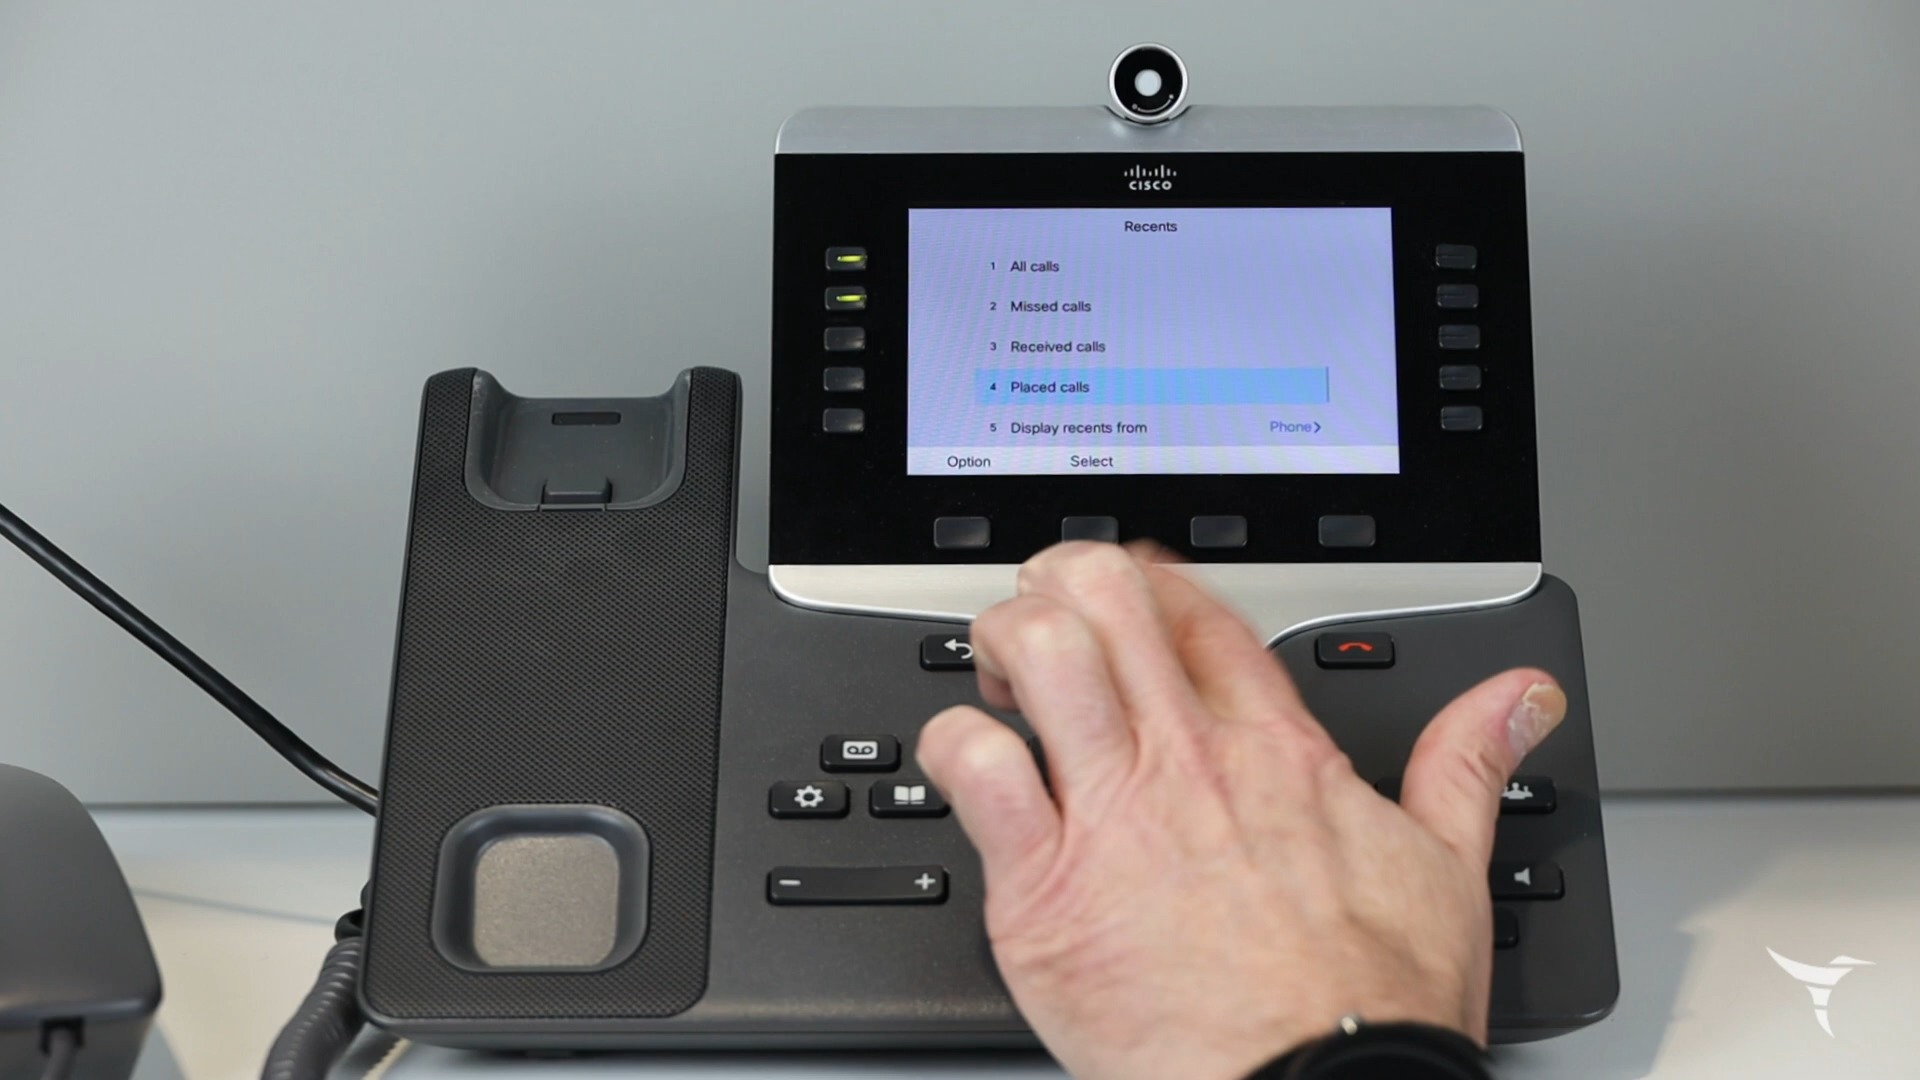 CISCO
Recents
1 All calls
2 Missed calls
3 Received calls
4 Placed calls
5 Display recents from Phone
Option Select